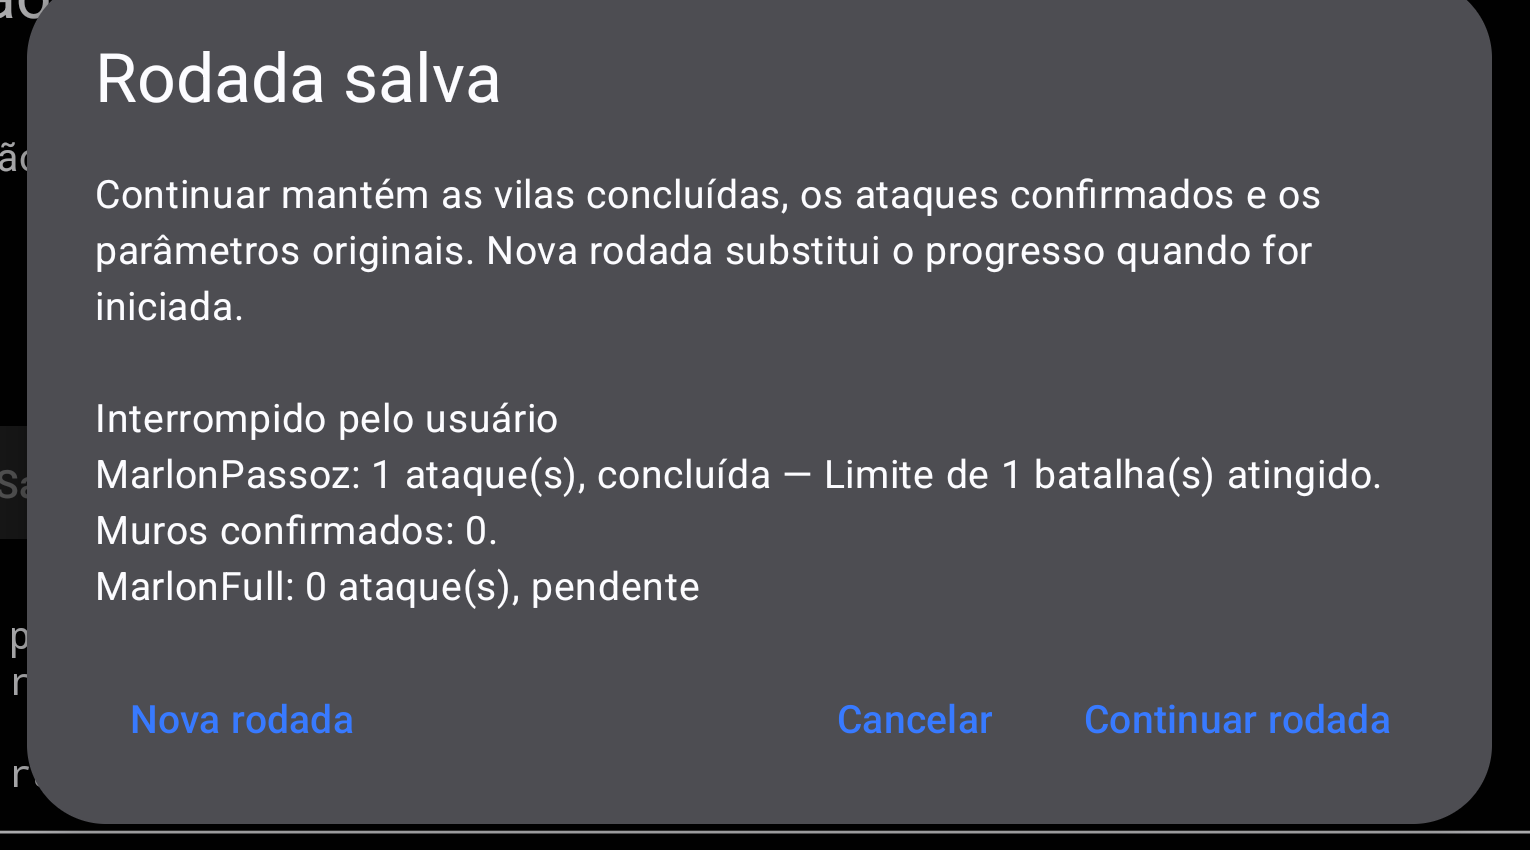 Rodada salva
Continuar mantém as vilas concluídas, os ataques confirmados e os
parâmetros originais. Nova rodada substitui o progresso quando for
iniciada.
Interrompido pelo usuário
MarlonPassoz: 1 ataque(s), concluída — Limite de 1 batalha(s) atingido.
Muros confirmados: 0.
MarlonFull: 0 ataque(s), pendente
Nova rodada
Cancelar
Continuar rodada